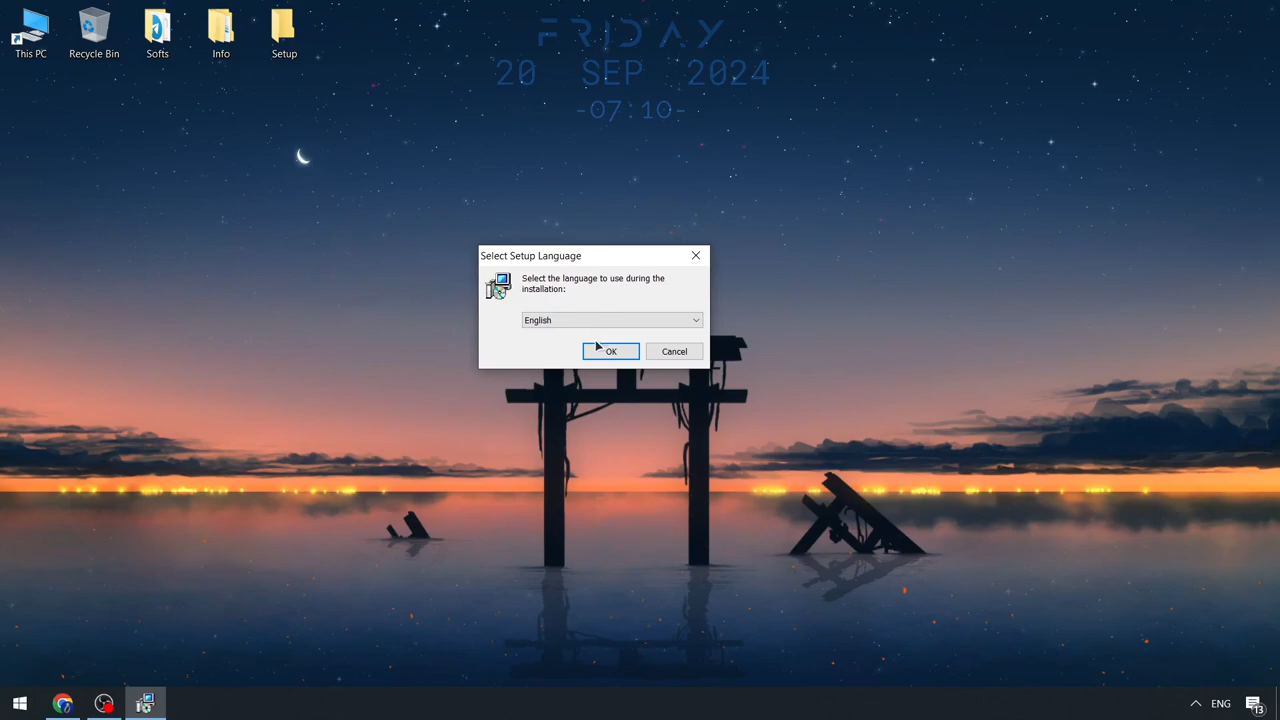 This PC
Recycle Bin
Softs
Info
Setup
FRIDAY
20 SEP 2024
-07:10-
Select Setup Language
Select the language to use during the
installation:
English
OK
Cancel
ENG
13